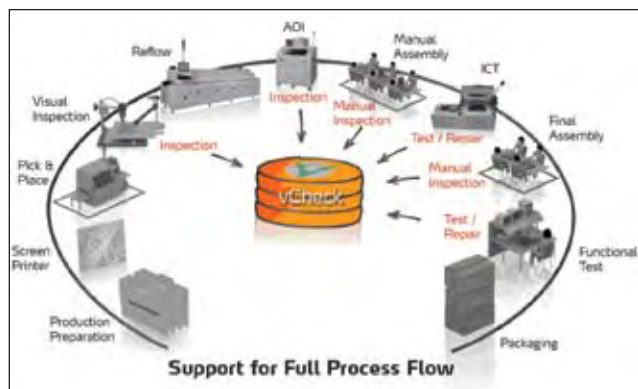 AOI
Manual
Assembly
Reflow
ICT
Visual
Inspection
Inspection
Manual
Inspection
Final
Assembly
Inspection
Test / Repair
Pick &
Place
Manual
Inspection
vCheck
Screen
Printer
Test /
Repair
Functional
Test
Production
Preparation
Packaging
Support for Full Process Flow